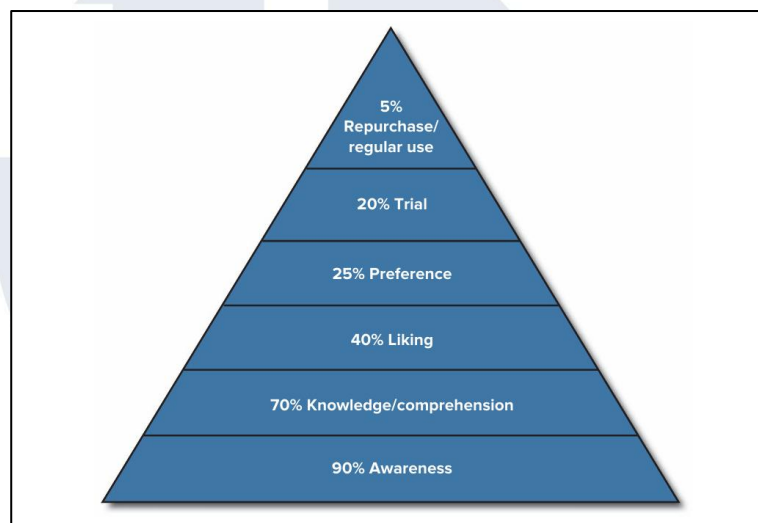 5%
Repurchase/
regular use
20% Trial
25% Preference
40% Liking
70% Knowledge/comprehension
90% Awareness